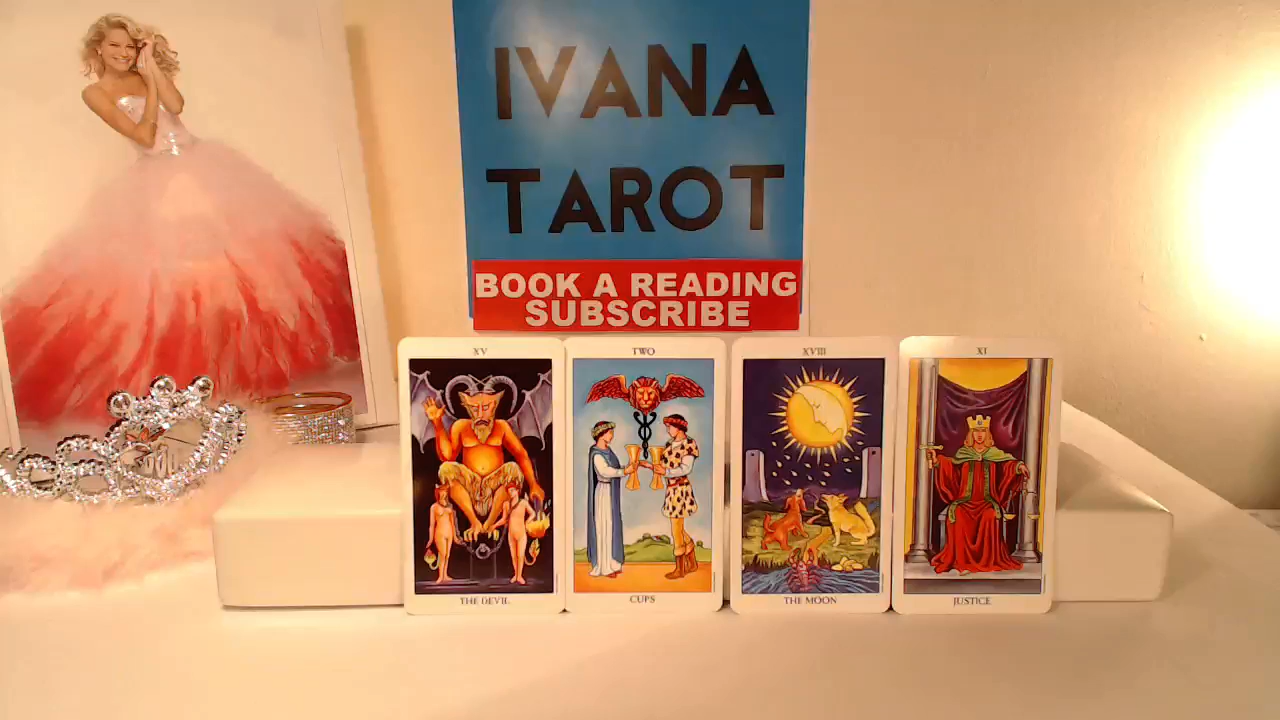 IVANA
TAROT
BOOK A READING
SUBSCRIBE
XV
THE DEVIL
TWO
CUPS
XVIII
THE MOON
XI
JUSTICE